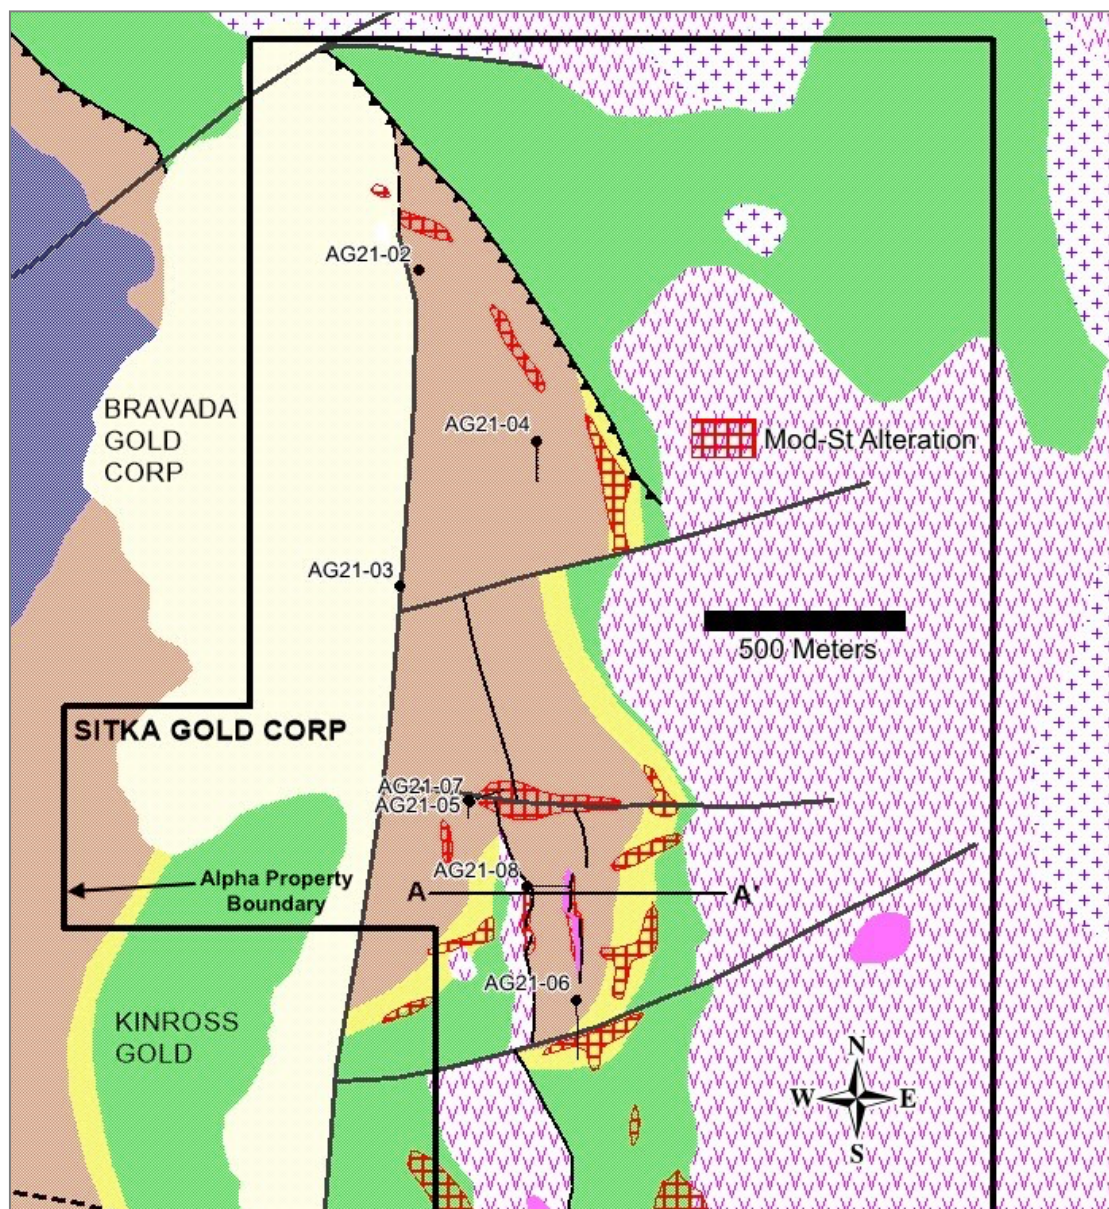 AG21-02
BRAVADA
GOLD
CORP
AG21-04
Mod-St Alteration
AG21-03
500 Meters
SITKA GOLD CORP
AG21-07
AG21-05
AG21-08
Alpha Property
Boundary
A
A'
AG21-06
KINROSS
GOLD
N
W
E
S